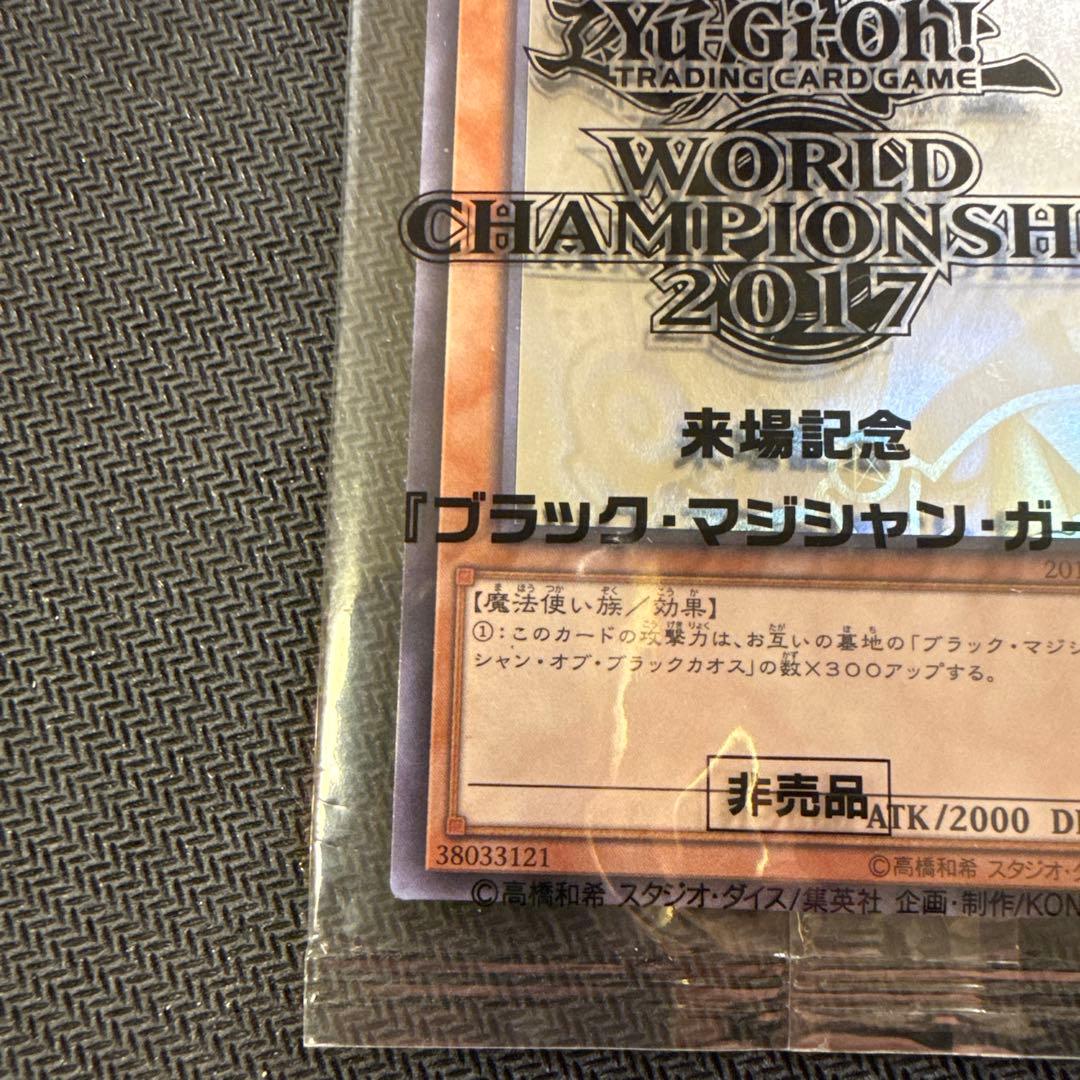 Yu-Gi-Oh!
TRADING CARD GAME
WORLD
CHAMPIONSH
2017
来場記念
『ブラック・マジシャン・ガー
201
【魔法使い族／効果】
①：このカードの攻撃力は、お互いの墓地の「ブラック・マジシ
シャン・オブ・ブラックカオス」の数×300アップする。
非売品
ATK/2000 DE
38033121
©高橋和希 スタジオ・ダ
©高橋和希 スタジオ・ダイス/集英社 企画・制作/KON